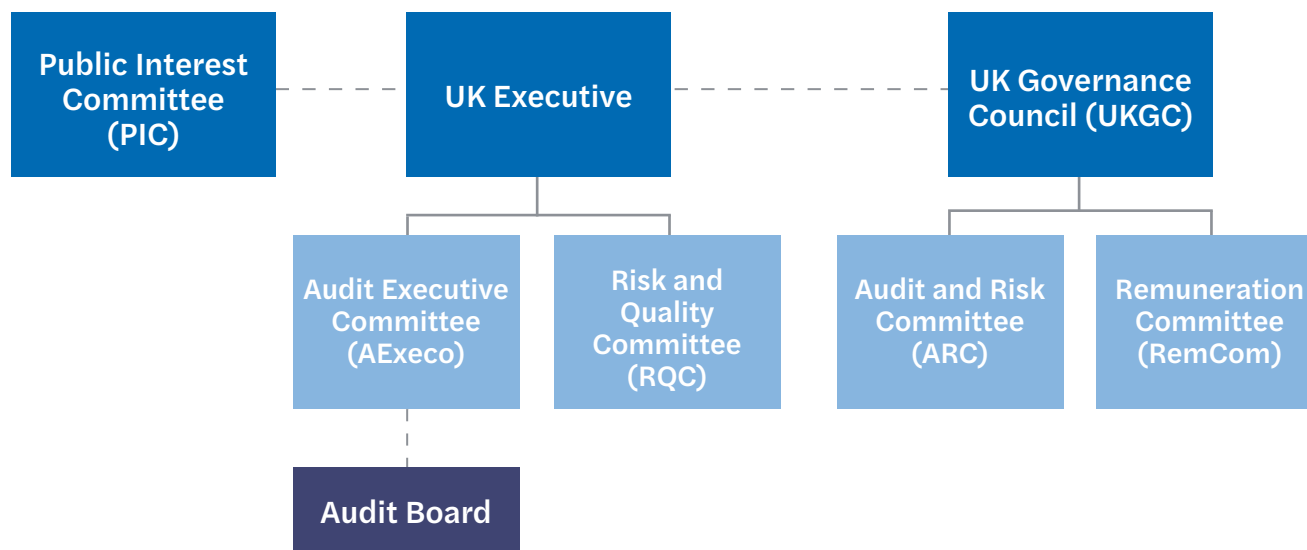 Public Interest
Committee
(PIC)
UK Executive
UK Governance
Council (UKGC)
Audit Executive
Committee
(AExeco)
Risk and
Quality
Committee
(RQC)
Audit and Risk
Committee
(ARC)
Remuneration
Committee
(RemCom)
Audit Board